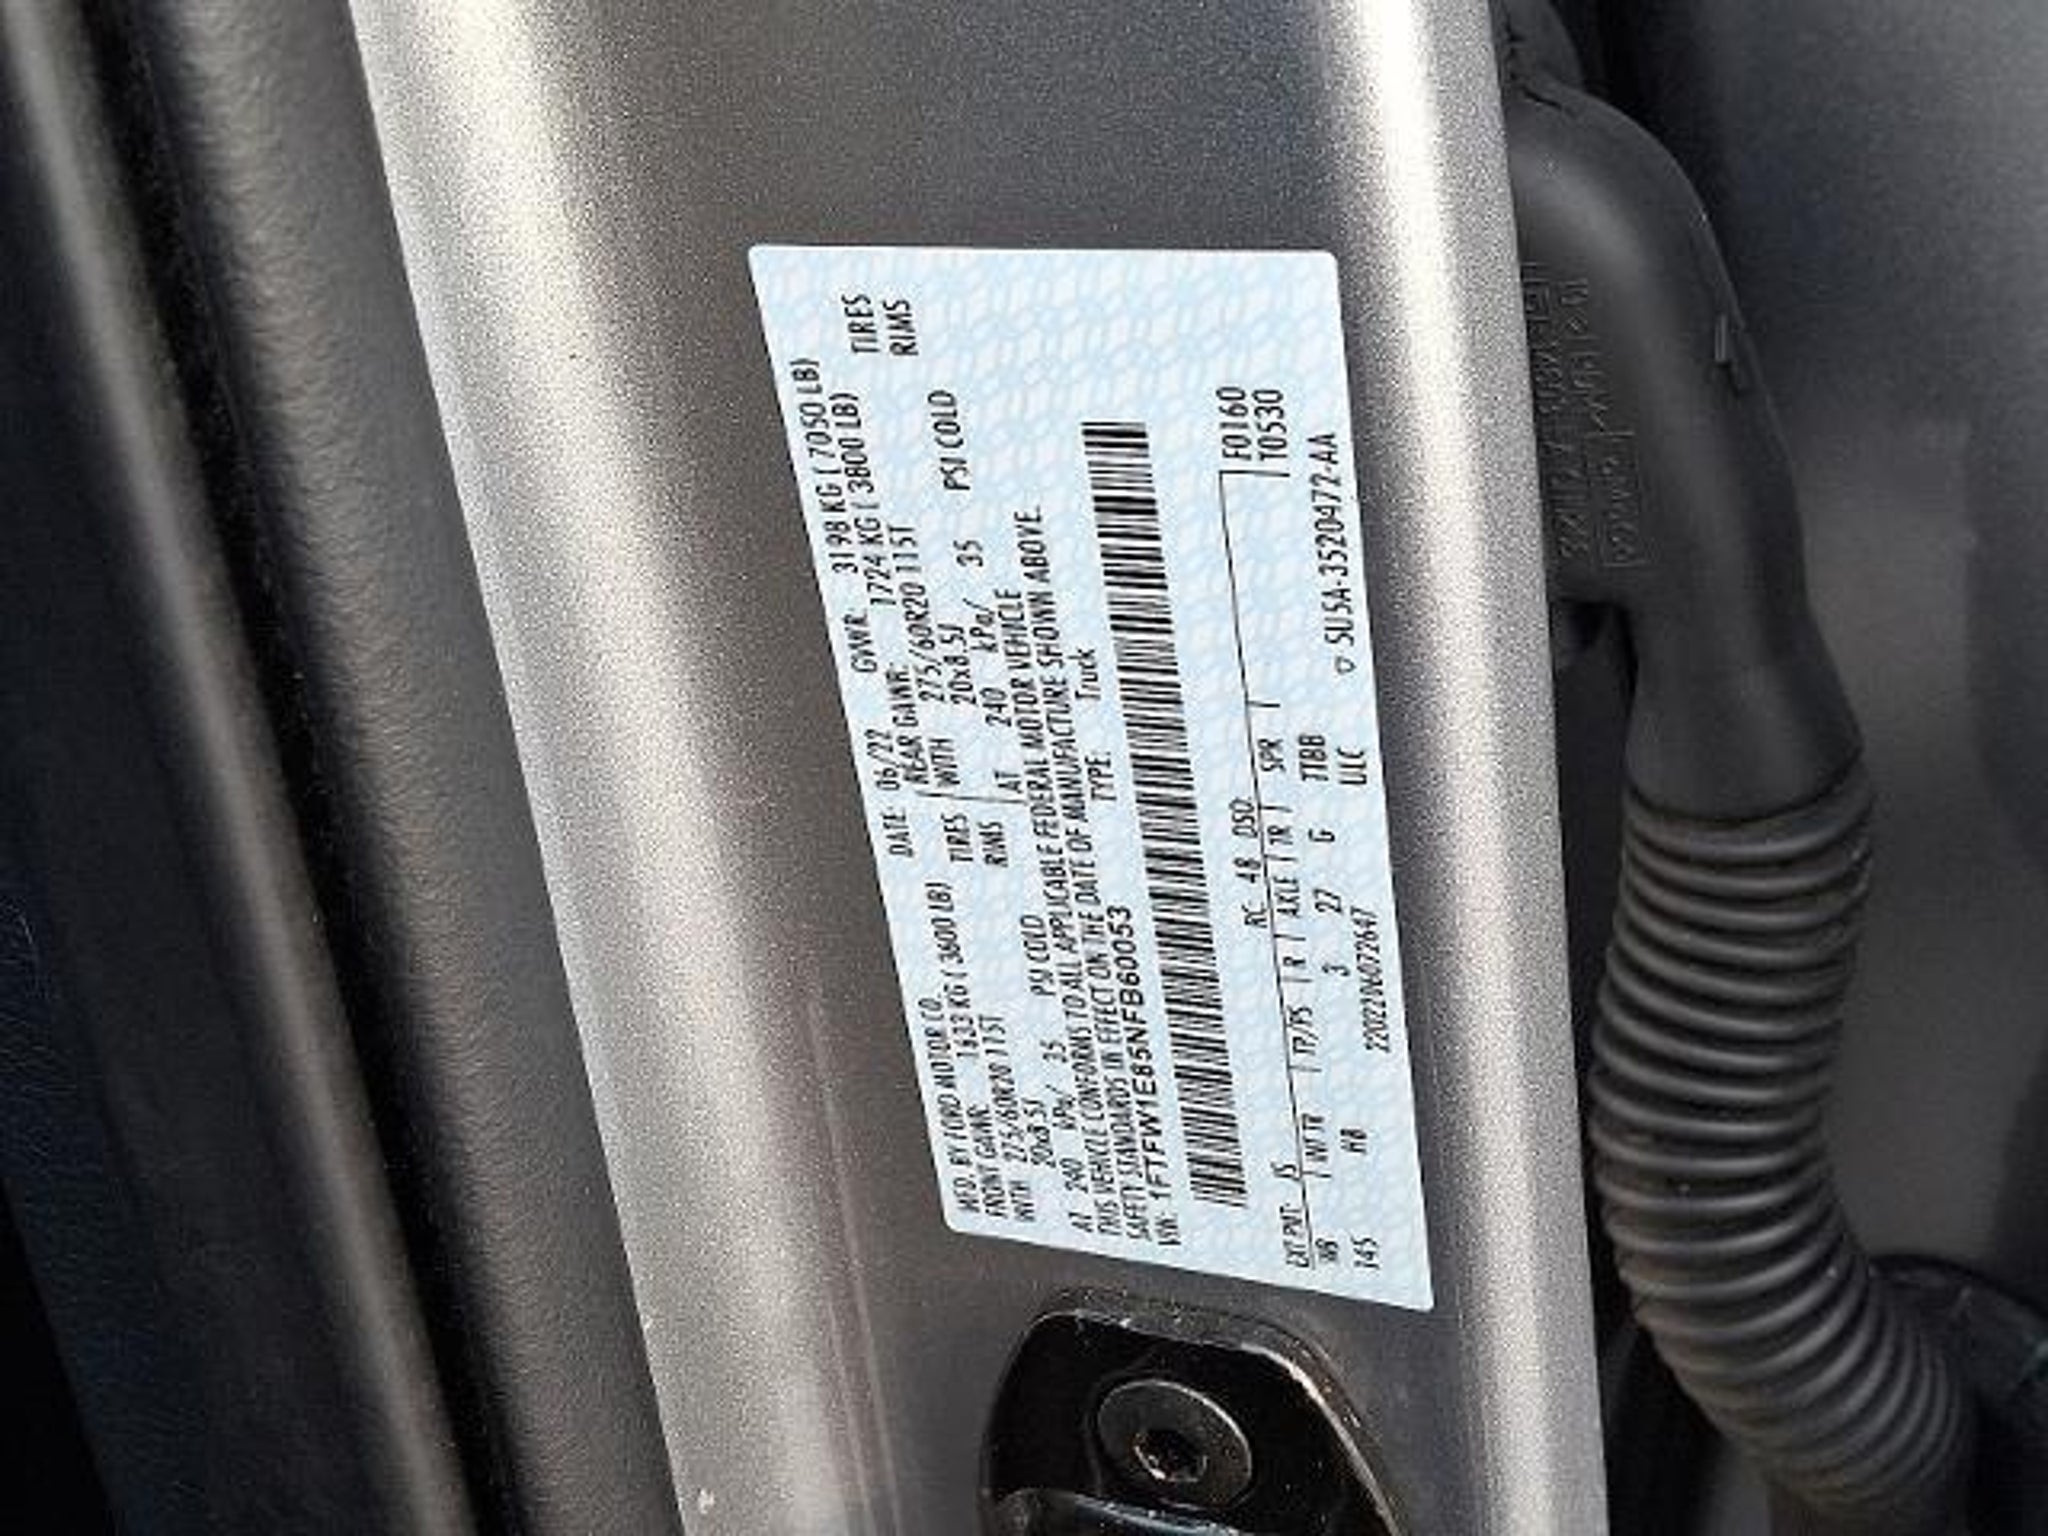 MFD. BY FORD MOTOR CO. DATE: 06/22 GVWR: 3198 KG ( 7050 LB)
FRONT GAWR: 1633 KG ( 3600 LB) REAR GAWR: 1724 KG ( 3800 LB)
WITH 275/60R20 115T TIRES WITH 275/60R20 115T TIRES
20x8.5J RIMS 20x8.5J RIMS
AT 240 kPa/ 35 PSI COLD AT 240 kPa/ 35 PSI COLD
THIS VEHICLE CONFORMS TO ALL APPLICABLE FEDERAL MOTOR VEHICLE
SAFETY STANDARDS IN EFFECT ON THE DATE OF MANUFACTURE SHOWN ABOVE.
VIN: 1FTFW1E85NFB60053 TYPE: Truck
F0160
T0530
EXT PNT: JS RC: 48 DSO:
WB INT TR TP/PS R AXLE TR SPR
145 HB 3 27 G TTBB
22022060722647 ULC ▽ SU5A-3520472-AA